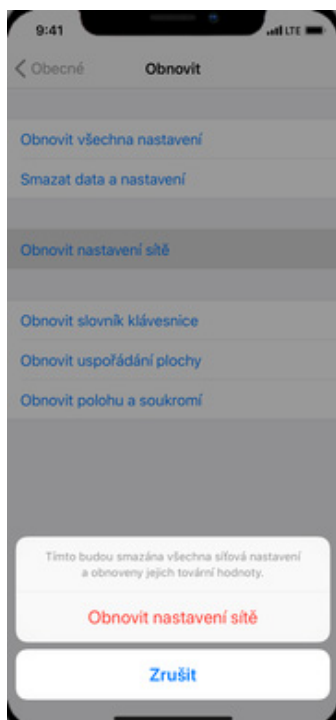 9:41
LTE
Obecné
Obnovit
Obnovit všechna nastavení
Smazat data a nastavení
Obnovit nastavení sítě
Obnovit slovník klávesnice
Obnovit uspořádání plochy
Obnovit polohu a soukromí
Tímto budou smazána všechna síťová nastavení
a obnoveny jejich tovární hodnoty.
Obnovit nastavení sítě
Zrušit